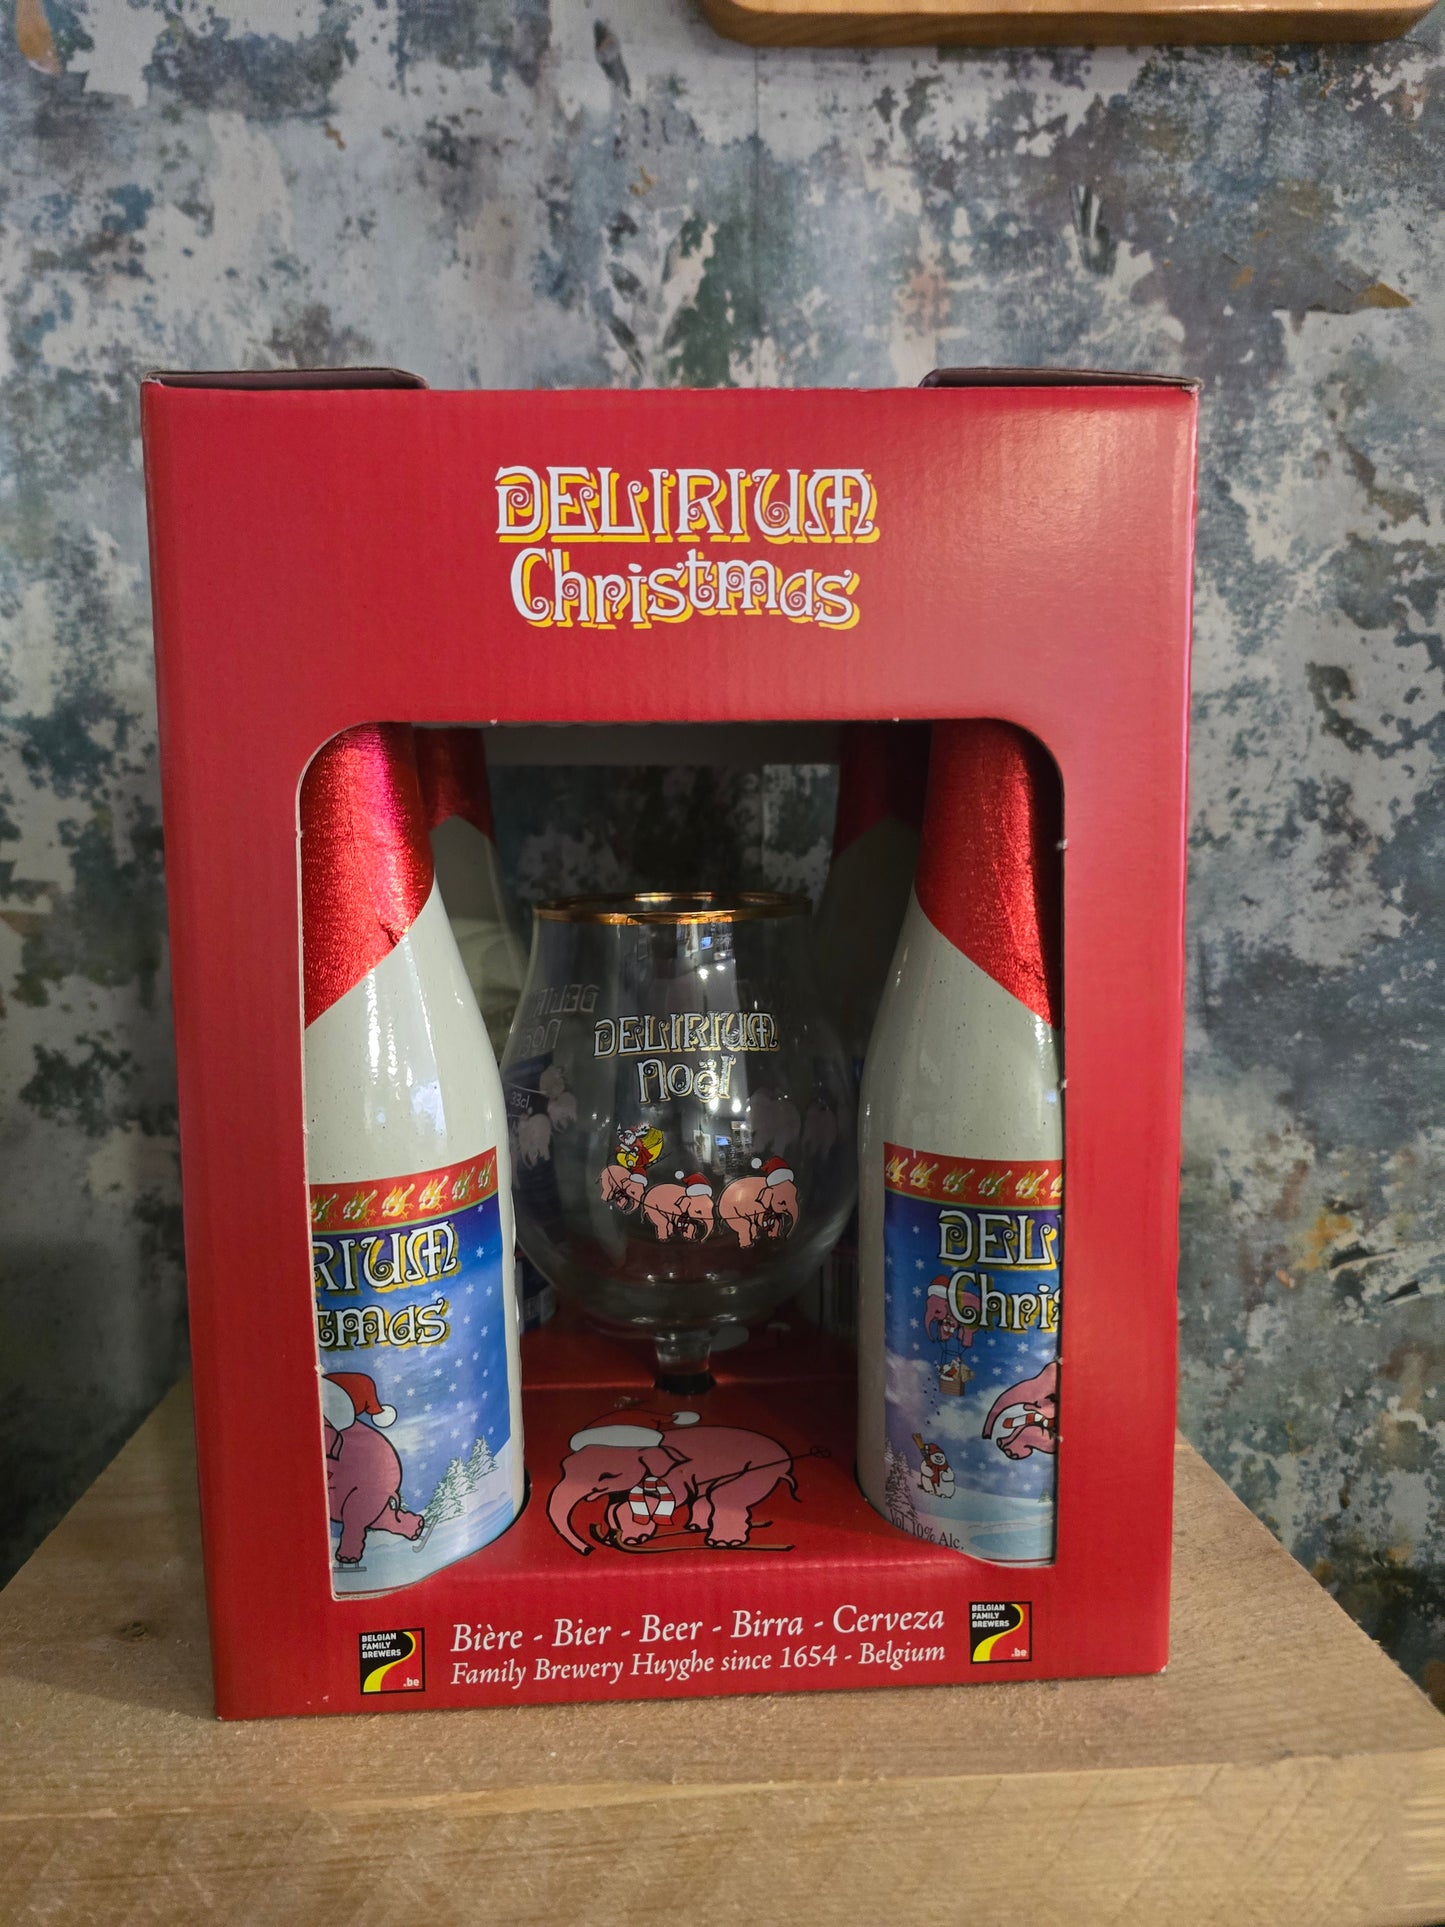 DELIRIUM
Christmas
DELIRIUM
Noël
33cl
RIUM
tmas
DELI
Chris
Vol. 10% Alc.
BELGIAN
FAMILY
BREWERS
.be
Bière - Bier - Beer - Birra - Cerveza
Family Brewery Huyghe since 1654 - Belgium
BELGIAN
FAMILY
BREWERS
.be